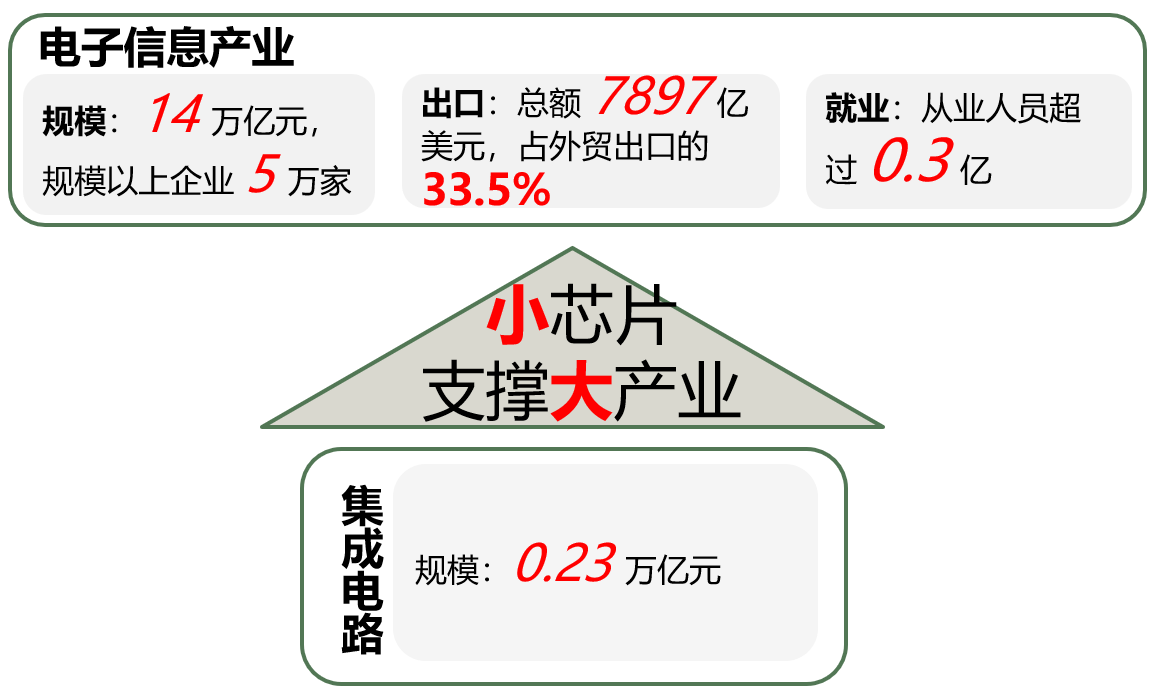 电子信息产业
规模：14 万亿元，
规模以上企业 5 万家
出口：总额 7897 亿
美元，占外贸出口的
33.5%
就业：从业人员超
过 0.3 亿
小芯片
支撑大产业
集成电路
规模：0.23 万亿元